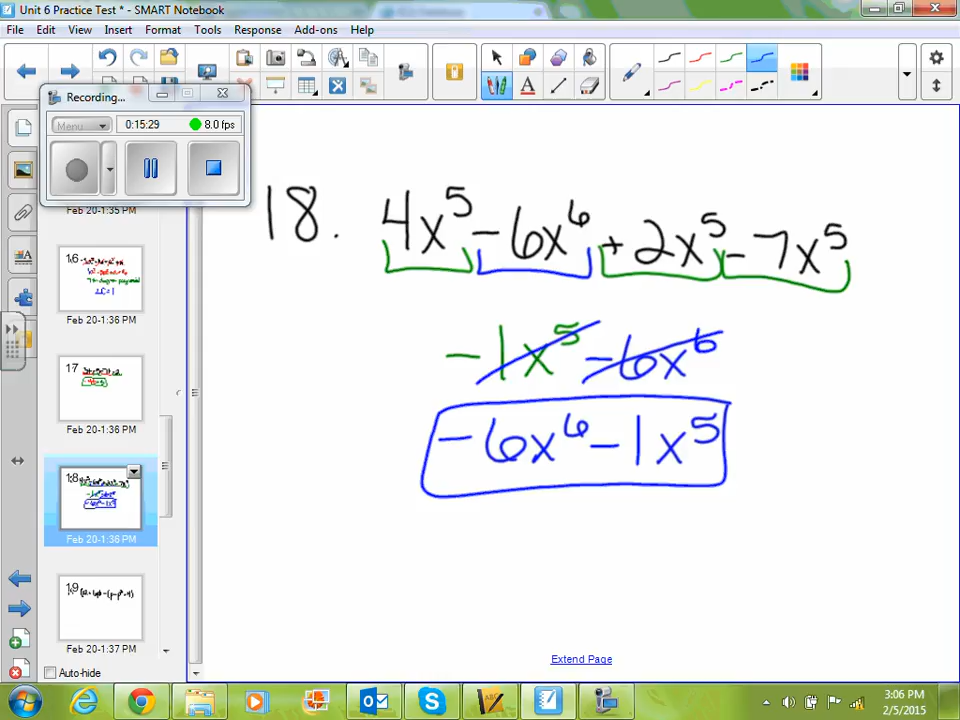 Unit 6 Practice Test * - SMART Notebook
File Edit View Insert Format Tools Response Add-ons Help
Recording...
Menu 0:15:29 8.0 fps
Feb 20-1:35 PM
16
Feb 20-1:36 PM
17
Feb 20-1:36 PM
18
Feb 20-1:36 PM
19
Feb 20-1:37 PM
Auto-hide
18. 4x⁵ - 6x⁶ + 2x⁵ - 7x⁵
-1x⁵ - 6x⁶
-6x⁶ - 1x⁵
Extend Page
3:06 PM
2/5/2015